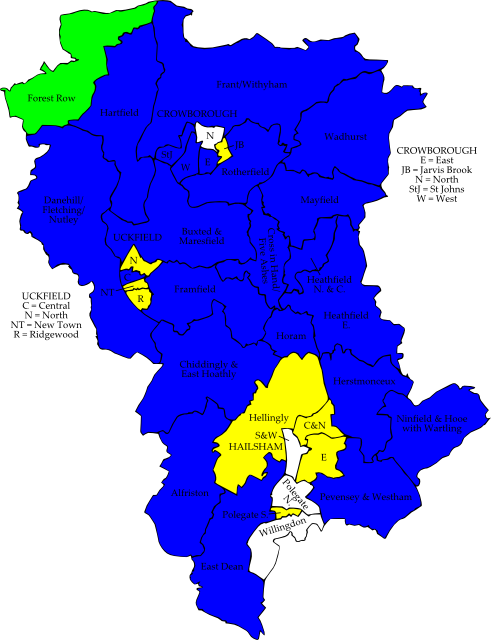 Forest Row
Hartfield
Frant/Withyham
CROWBOROUGH
N
JB
StJ
W
E
Rotherfield
Wadhurst
CROWBOROUGH
E = East
JB = Jarvis Brook
N = North
StJ = St Johns
W = West
Danehill/
Fletching/
Nutley
Mayfield
Buxted &
Maresfield
Cross in Hand/
Five Ashes
UCKFIELD
N
C
NT
R
Framfield
Heathfield
N. & C.
Heathfield
E.
UCKFIELD
C = Central
N = North
NT = New Town
R = Ridgewood
Horam
Chiddingly &
East Hoathly
Herstmonceux
Hellingly
C&N
S&W
HAILSHAM
E
Ninfield & Hooe
with Wartling
Alfriston
Polegate
N
Pevensey & Westham
Polegate S.
Willingdon
East Dean